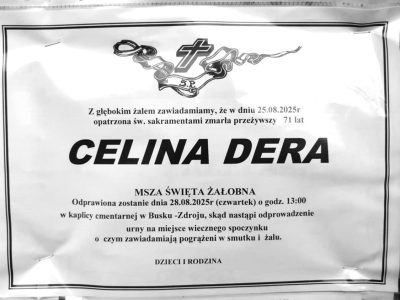 Ś.P.
Z głębokim żalem zawiadamiamy, że w dniu 25.08.2025r
opatrzona św. sakramentami zmarła przeżywszy 71 lat
CELINA DERA
MSZA ŚWIĘTA ŻAŁOBNA
Odprawiona zostanie dnia 28.08.2025r (czwartek) o godz. 13:00
w kaplicy cmentarnej w Busku -Zdroju, skąd nastąpi odprowadzenie
urny na miejsce wiecznego spoczynku
o czym zawiadamiają pogrążeni w smutku i żalu.
DZIECI I RODZINA